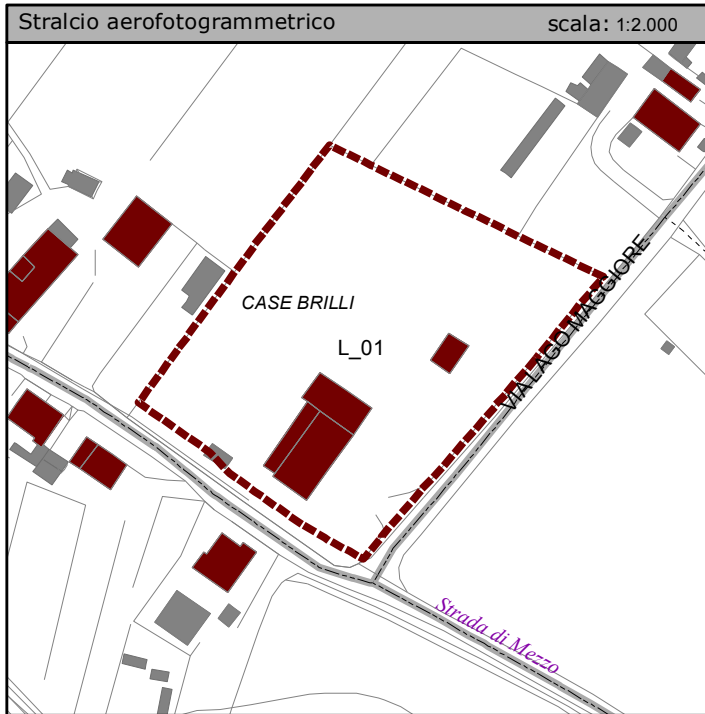 Stralcio aerofotogrammetrico scala: 1:2.000
CASE BRILLI
L_01
VIA LAGO MAGGIORE
Strada di Mezzo